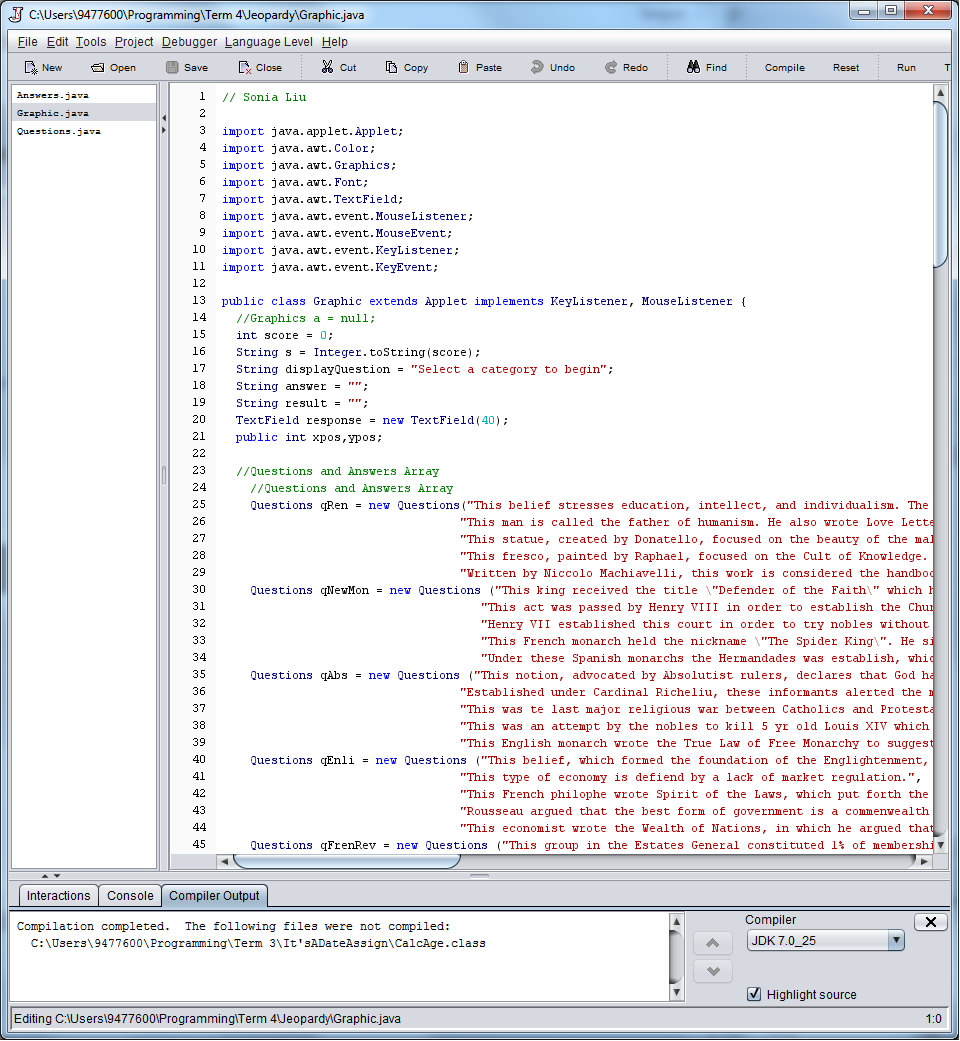 C:\Users\9477600\Programming\Term 4\Jeopardy\Graphic.java
File Edit Tools Project Debugger Language Level Help
New Open Save Close Cut Copy Paste Undo Redo Find Compile Reset Run T
Answers.java
Graphic.java
Questions.java
1 // Sonia Liu
2
3 import java.applet.Applet;
4 import java.awt.Color;
5 import java.awt.Graphics;
6 import java.awt.Font;
7 import java.awt.TextField;
8 import java.awt.event.MouseListener;
9 import java.awt.event.MouseEvent;
10 import java.awt.event.KeyListener;
11 import java.awt.event.KeyEvent;
12
13 public class Graphic extends Applet implements KeyListener, MouseListener {
14 //Graphics a = null;
15 int score = 0;
16 String s = Integer.toString(score);
17 String displayQuestion = "Select a category to begin";
18 String answer = "";
19 String result = "";
20 TextField response = new TextField(40);
21 public int xpos,ypos;
22
23 //Questions and Answers Array
24 //Questions and Answers Array
25 Questions qRen = new Questions("This belief stresses education, intellect, and individualism. The
26 "This man is called the father of humanism. He also wrote Love Lette
27 "This statue, created by Donatello, focused on the beauty of the mal
28 "This fresco, painted by Raphael, focused on the Cult of Knowledge.
29 "Written by Niccolo Machiavelli, this work is considered the handboo
30 Questions qNewMon = new Questions ("This king received the title \"Defender of the Faith\" which h
31 "This act was passed by Henry VIII in order to establish the Chur
32 "Henry VII established this court in order to try nobles without
33 "This French monarch held the nickname \"The Spider King\". He si
34 "Under these Spanish monarchs the Hermandades was establish, whic
35 Questions qAbs = new Questions ("This notion, advocated by Absolutist rulers, declares that God ha
36 "Established under Cardinal Richeliu, these informants alerted the m
37 "This was te last major religious war between Catholics and Protesta
38 "This was an attempt by the nobles to kill 5 yr old Louis XIV which
39 "This English monarch wrote the True Law of Free Monarchy to suggest
40 Questions qEnli = new Questions ("This belief, which formed the foundation of the Englightenment,
41 "This type of economy is defiend by a lack of market regulation.",
42 "This French philophe wrote Spirit of the Laws, which put forth the
43 "Rousseau argued that the best form of government is a commonwealth
44 "This economist wrote the Wealth of Nations, in which he argued that
45 Questions qFrenRev = new Questions ("This group in the Estates General constituted 1% of membershi
Interactions Console Compiler Output
Compilation completed. The following files were not compiled:
C:\Users\9477600\Programming\Term 3\It'sADateAssign\CalcAge.class
Compiler
JDK 7.0_25
Highlight source
Editing C:\Users\9477600\Programming\Term 4\Jeopardy\Graphic.java 1:0